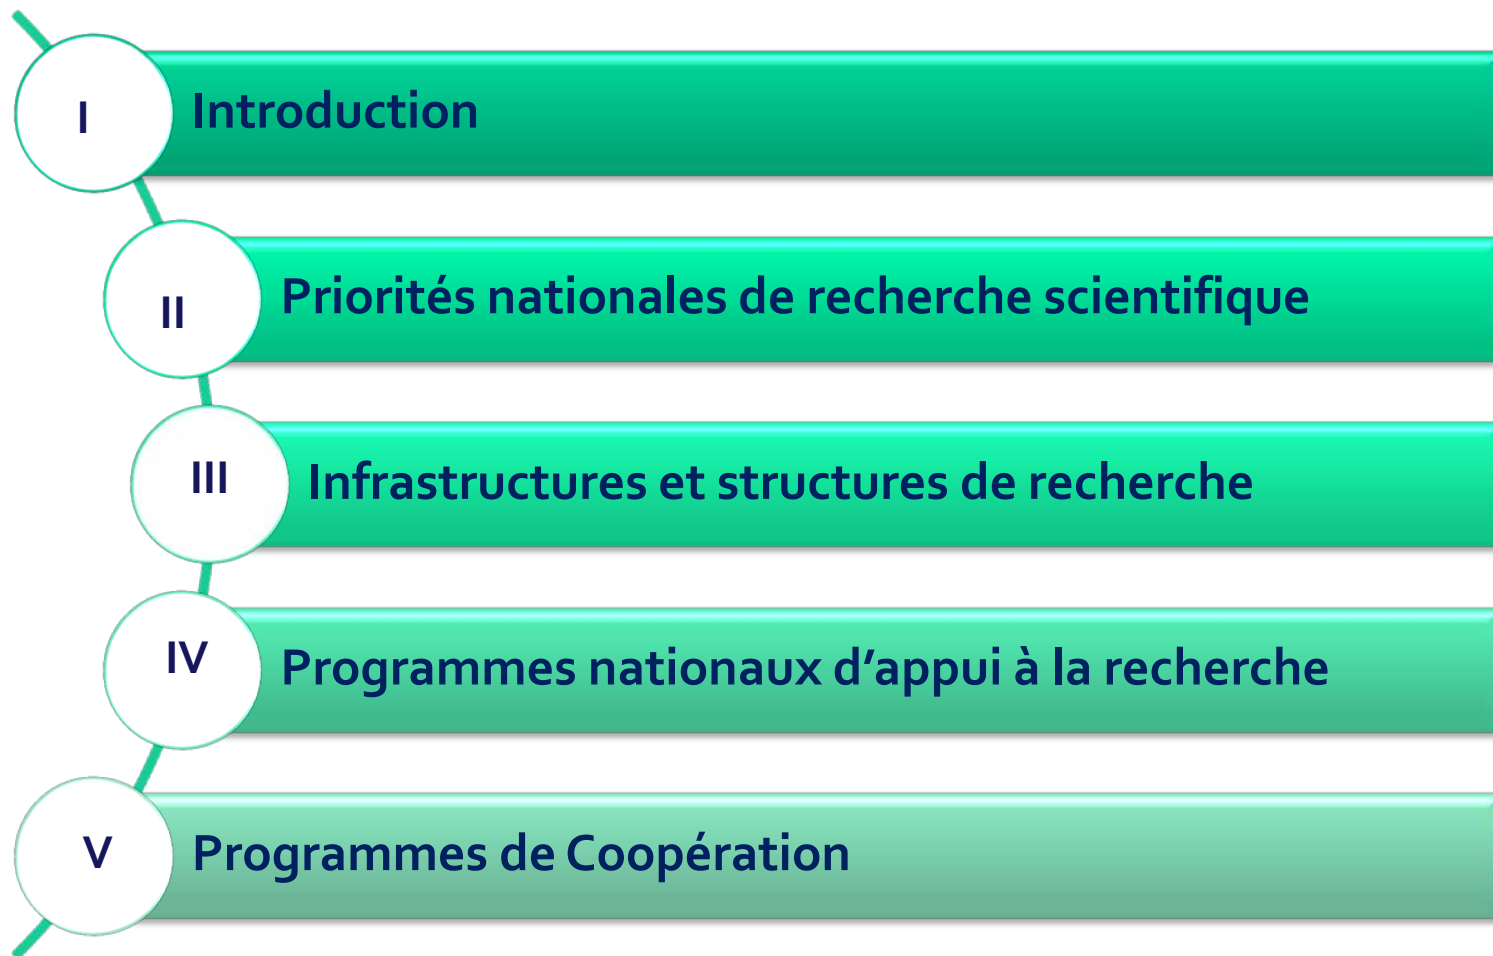 I
Introduction
II
Priorités nationales de recherche scientifique
III
Infrastructures et structures de recherche
IV
Programmes nationaux d’appui à la recherche
V
Programmes de Coopération